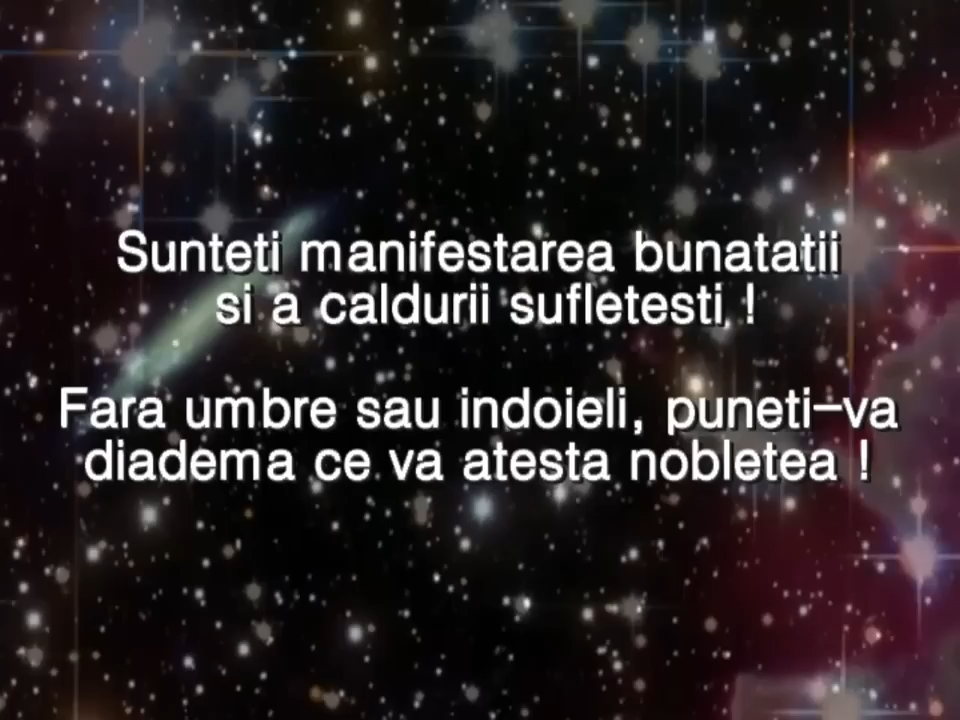 Sunteti manifestarea bunatatii
si a caldurii sufletesti !
Fara umbre sau indoieli, puneti-va
diadema ce va atesta nobletea !